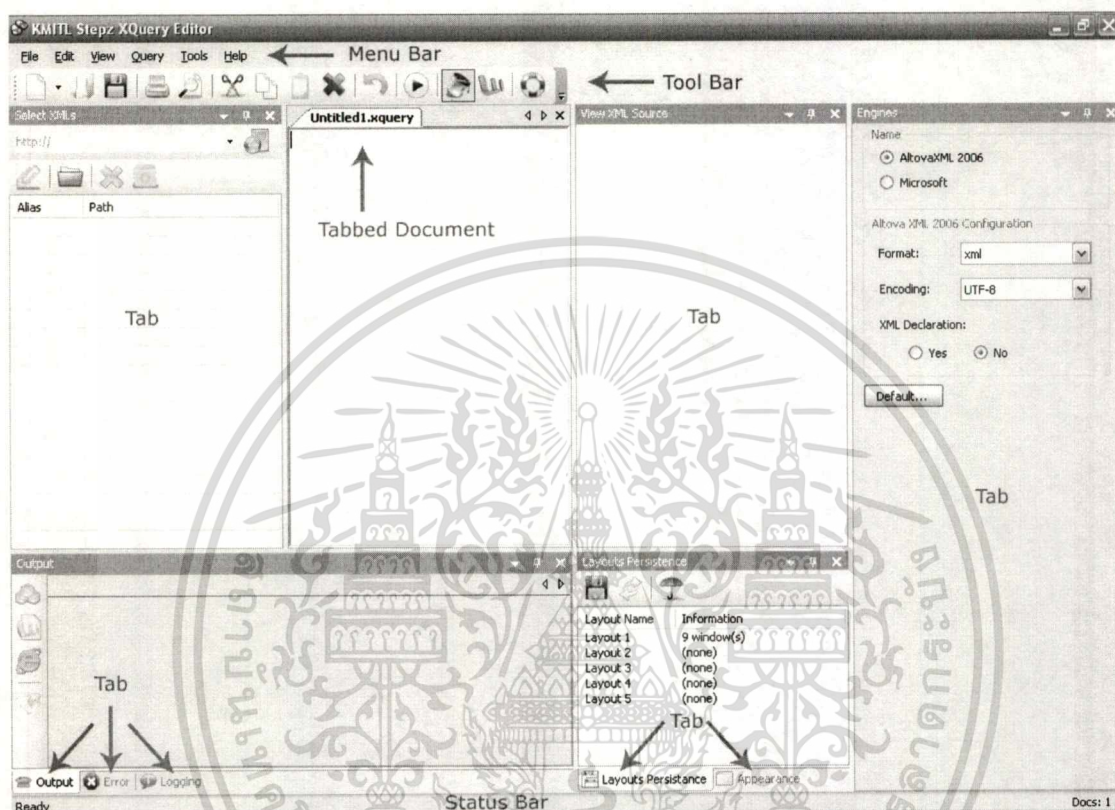 KMITL Stepz XQuery Editor
File Edit View Query Tools Help
Menu Bar
Tool Bar
Select XMLs
http://
Alias Path
Tab
Untitled1.xquery
Tabbed Document
View XML Source
Tab
Engines
Name
AltovaXML 2006
Microsoft
Altova XML 2006 Configuration
Format: xml
Encoding: UTF-8
XML Declaration:
Yes No
Default...
Tab
Output
Tab
Output Error Logging
Layouts Persistence
Layout Name Information
Layout 1 9 window(s)
Layout 2 (none)
Layout 3 (none)
Layout 4 (none)
Layout 5 (none)
Tab
Layouts Persistance Appearance
Ready
Status Bar
Docs: 1